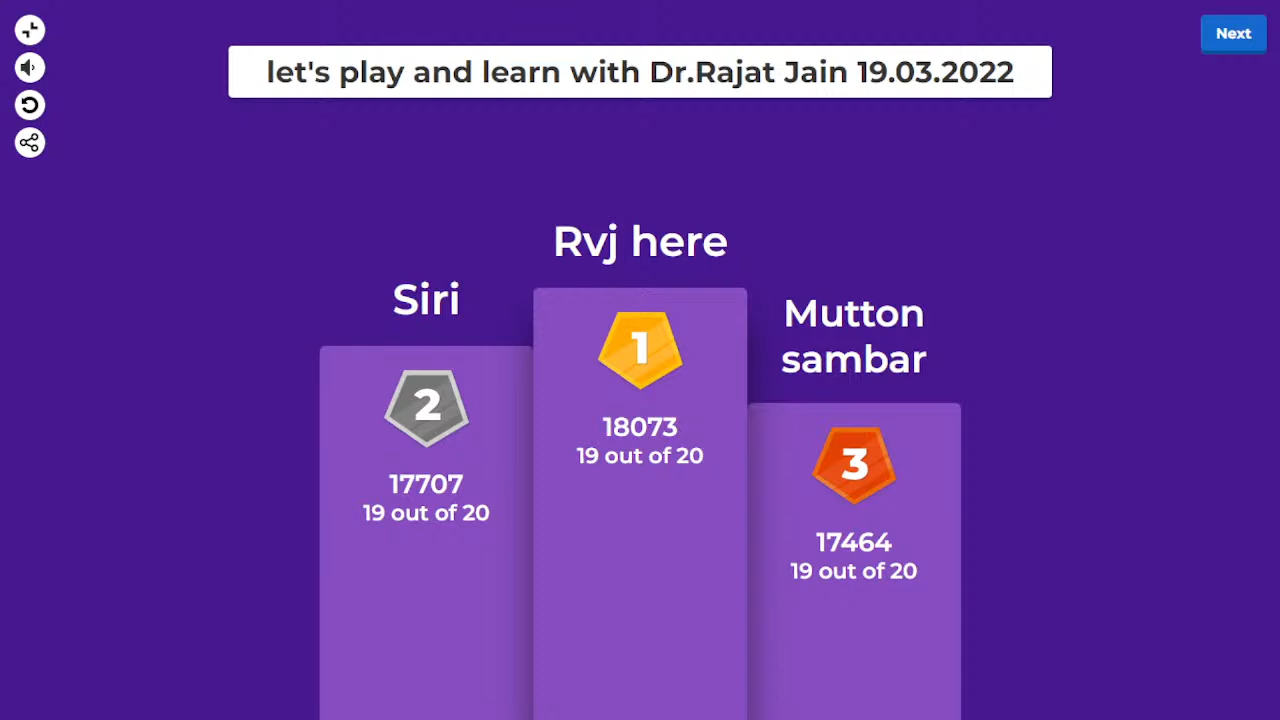 Next
let's play and learn with Dr.Rajat Jain 19.03.2022
Rvj here
1
18073
19 out of 20
Siri
2
17707
19 out of 20
Mutton
sambar
3
17464
19 out of 20